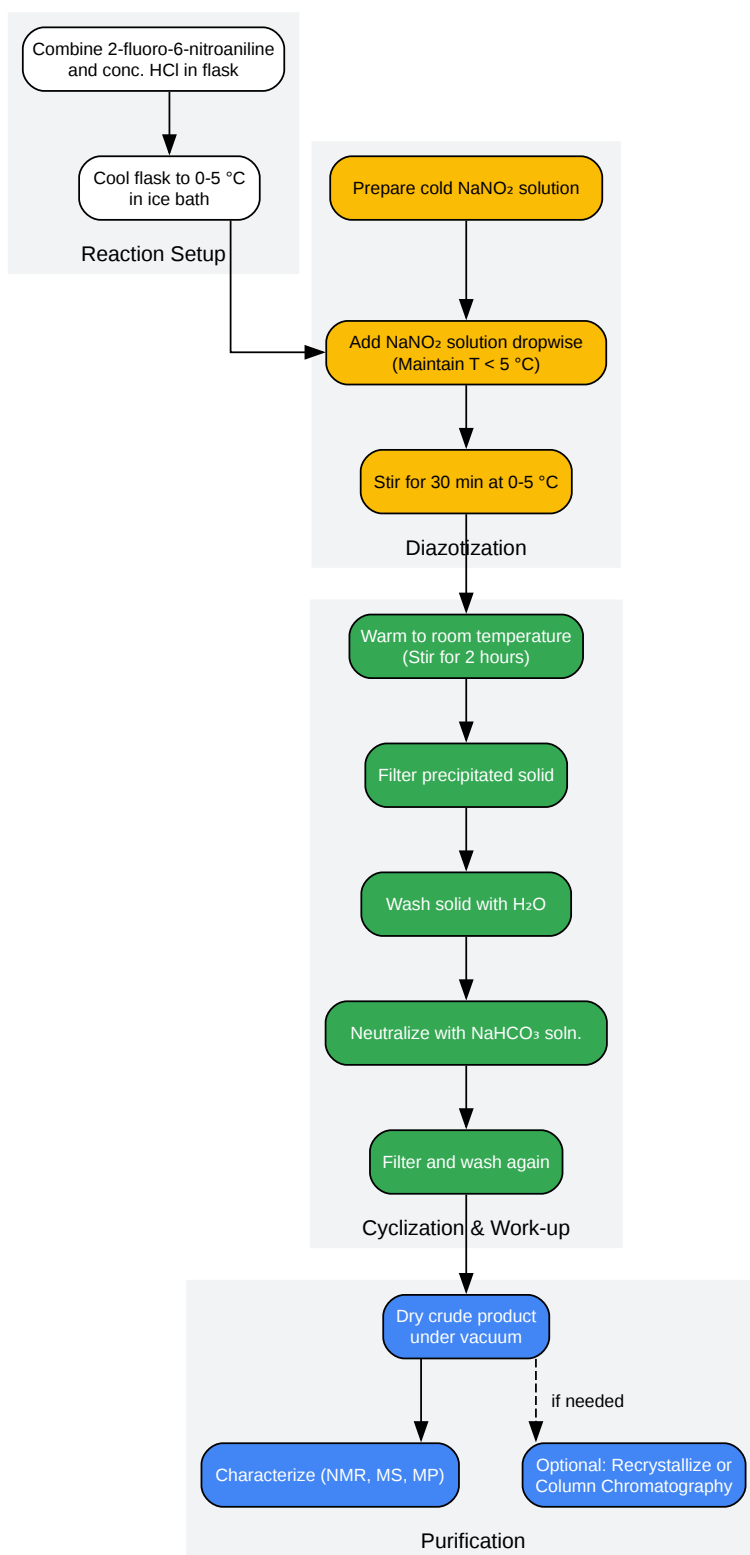 Combine 2-fluoro-6-nitroaniline
and conc. HCl in flask
Cool flask to 0-5 °C
in ice bath
Reaction Setup
Prepare cold NaNO₂ solution
Add NaNO₂ solution dropwise
(Maintain T < 5 °C)
Stir for 30 min at 0-5 °C
Diazotization
Warm to room temperature
(Stir for 2 hours)
Filter precipitated solid
Wash solid with H₂O
Neutralize with NaHCO₃ soln.
Filter and wash again
Cyclization & Work-up
Dry crude product
under vacuum
if needed
Characterize (NMR, MS, MP)
Optional: Recrystallize or
Column Chromatography
Purification